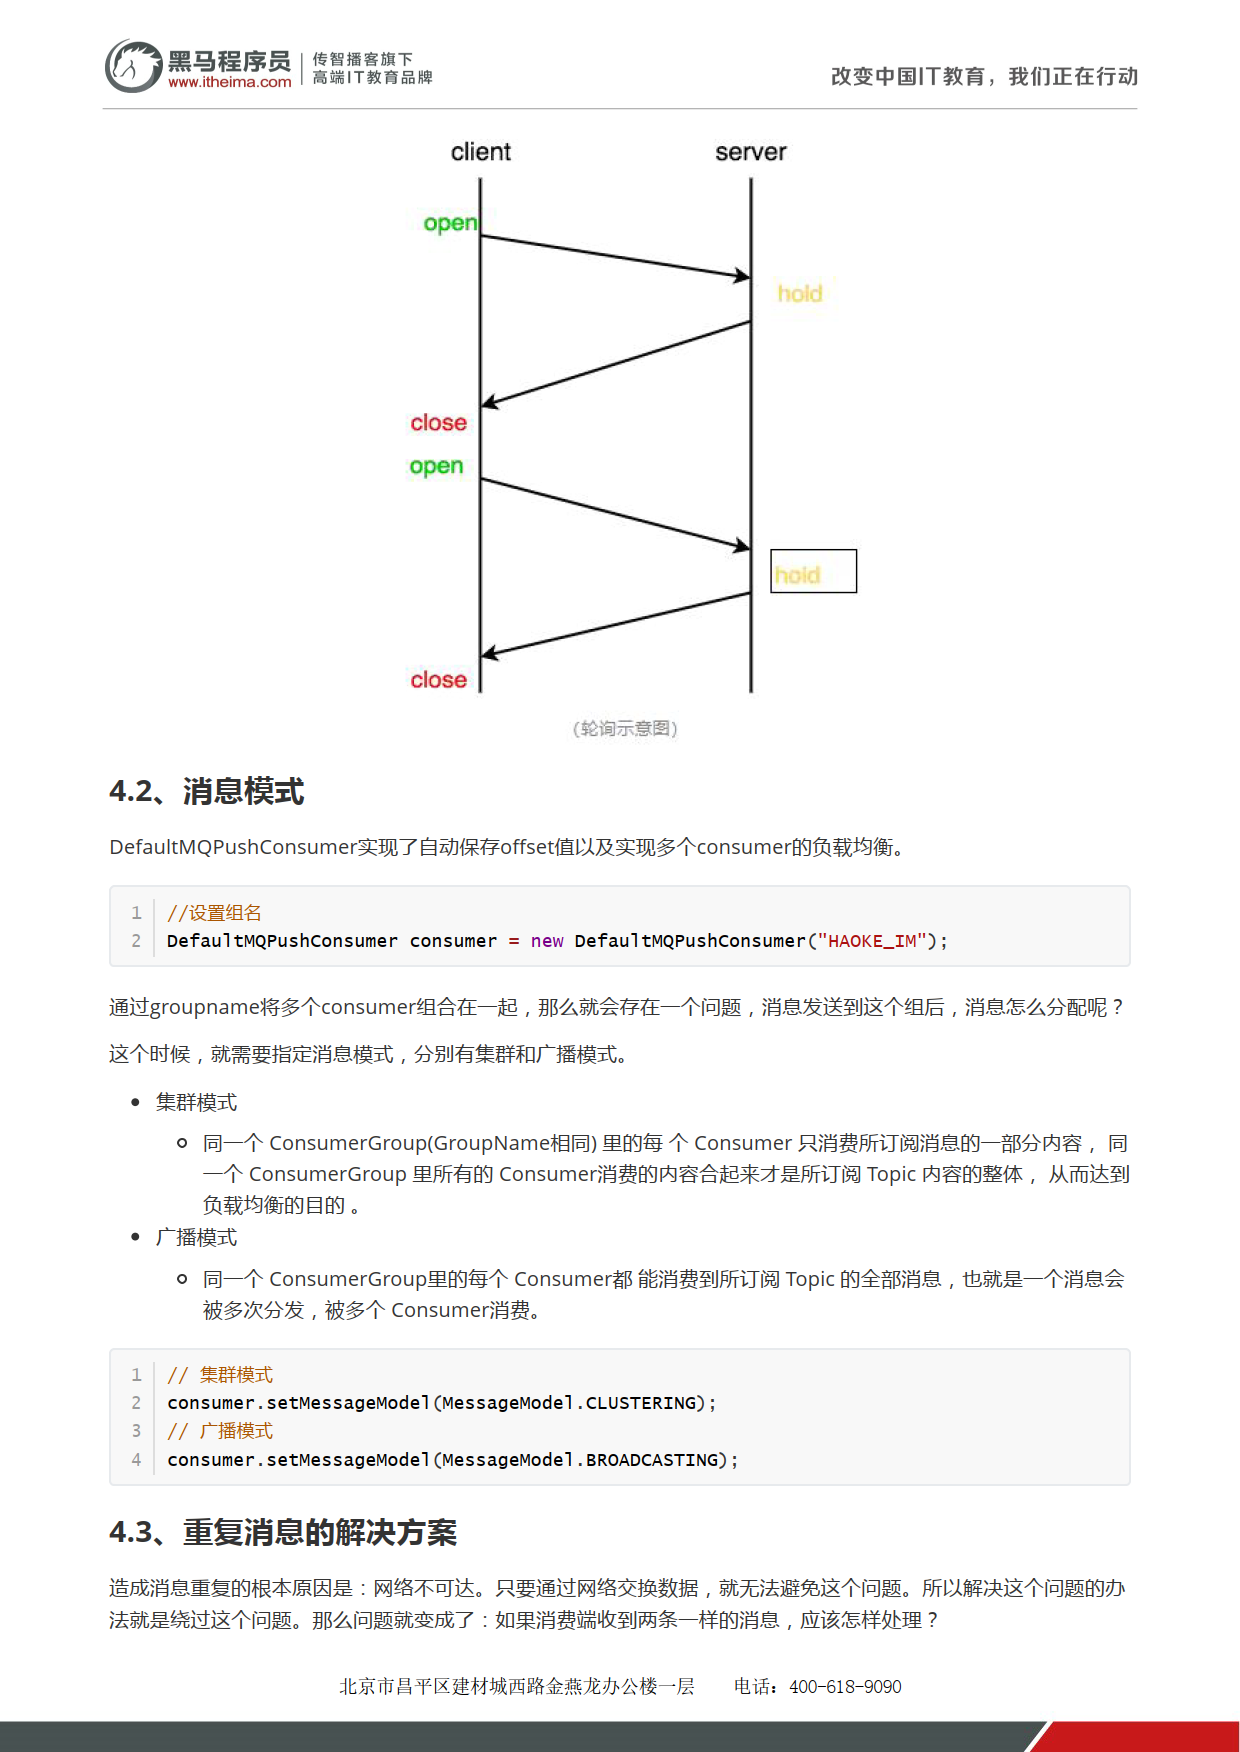 黑马程序员
www.itheima.com
传智播客旗下
高端IT教育品牌
改变中国IT教育，我们正在行动
client
server
open
hold
close
open
hold
close
（轮询示意图）
4.2、消息模式
DefaultMQPushConsumer实现了自动保存offset值以及实现多个consumer的负载均衡。
1 //设置组名
2 DefaultMQPushConsumer consumer = new DefaultMQPushConsumer("HAOKE_IM");
通过groupname将多个consumer组合在一起，那么就会存在一个问题，消息发送到这个组后，消息怎么分配呢？
这个时候，就需要指定消息模式，分别有集群和广播模式。
集群模式
同一个 ConsumerGroup(GroupName相同) 里的每 个 Consumer 只消费所订阅消息的一部分内容， 同
一个 ConsumerGroup 里所有的 Consumer消费的内容合起来才是所订阅 Topic 内容的整体， 从而达到
负载均衡的目的 。
广播模式
同一个 ConsumerGroup里的每个 Consumer都 能消费到所订阅 Topic 的全部消息，也就是一个消息会
被多次分发，被多个 Consumer消费。
1 // 集群模式
2 consumer.setMessageModel(MessageModel.CLUSTERING);
3 // 广播模式
4 consumer.setMessageModel(MessageModel.BROADCASTING);
4.3、重复消息的解决方案
造成消息重复的根本原因是：网络不可达。只要通过网络交换数据，就无法避免这个问题。所以解决这个问题的办
法就是绕过这个问题。那么问题就变成了：如果消费端收到两条一样的消息，应该怎样处理？
北京市昌平区建材城西路金燕龙办公楼一层 电话：400-618-9090